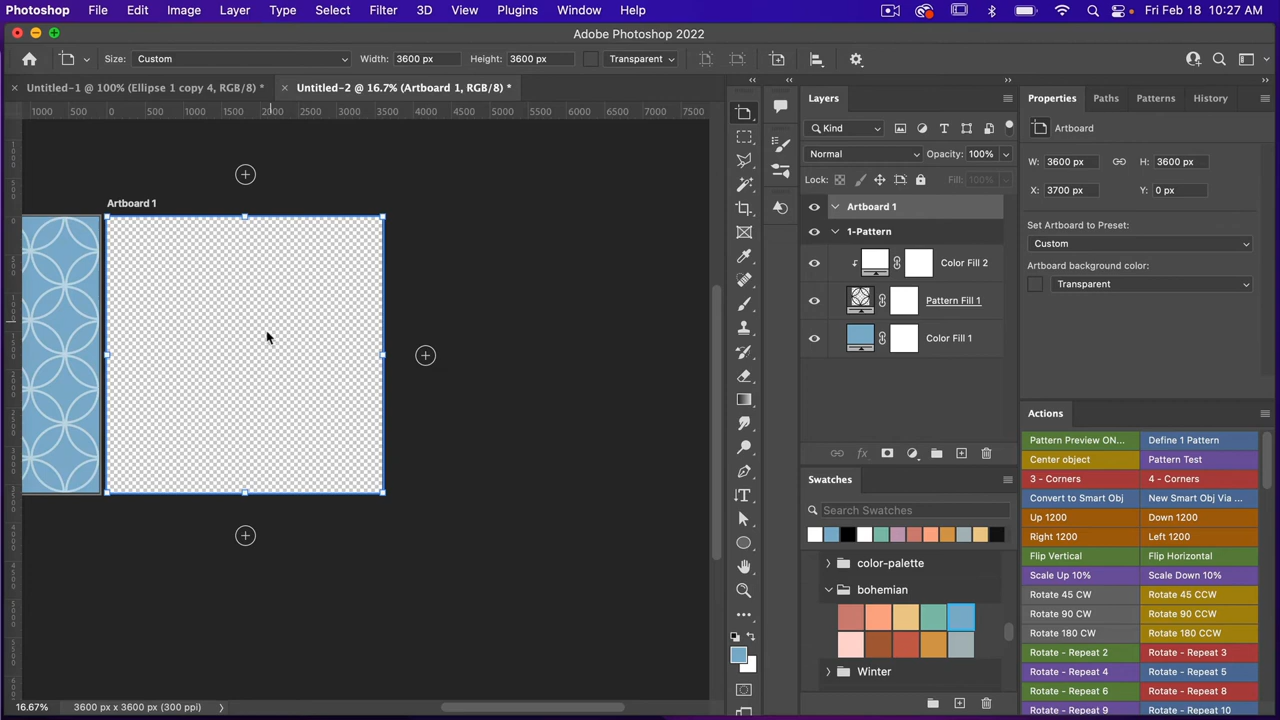 Photoshop File Edit Image Layer Type Select Filter 3D View Plugins Window Help Fri Feb 18 10:27 AM
Adobe Photoshop 2022
Size: Custom Width: 3600 px Height: 3600 px Transparent
Untitled-1 @ 100% (Ellipse 1 copy 4, RGB/8) * Untitled-2 @ 16.7% (Artboard 1, RGB/8) *
1000 500 0 500 1000 1500 2000 2500 3000 3500 4000 4500 5000 5500 6000 6500 7000 7500
Artboard 1
Layers
Kind
Normal Opacity: 100%
Lock: Fill: 100%
Artboard 1
1-Pattern
Color Fill 2
Pattern Fill 1
Color Fill 1
Swatches
Search Swatches
color-palette
bohemian
Winter
Properties Paths Patterns History
Artboard
W: 3600 px H: 3600 px
X: 3700 px Y: 0 px
Set Artboard to Preset:
Custom
Artboard background color:
Transparent
Actions
Pattern Preview ON... Define 1 Pattern
Center object Pattern Test
3 - Corners 4 - Corners
Convert to Smart Obj New Smart Obj Via ...
Up 1200 Down 1200
Right 1200 Left 1200
Flip Vertical Flip Horizontal
Scale Up 10% Scale Down 10%
Rotate 45 CW Rotate 45 CCW
Rotate 90 CW Rotate 90 CCW
Rotate 180 CW Rotate 180 CCW
Rotate - Repeat 2 Rotate - Repeat 3
Rotate - Repeat 4 Rotate - Repeat 5
Rotate - Repeat 6 Rotate - Repeat 8
Rotate - Repeat 9 Rotate - Repeat 10
16.67% 3600 px x 3600 px (300 ppi)